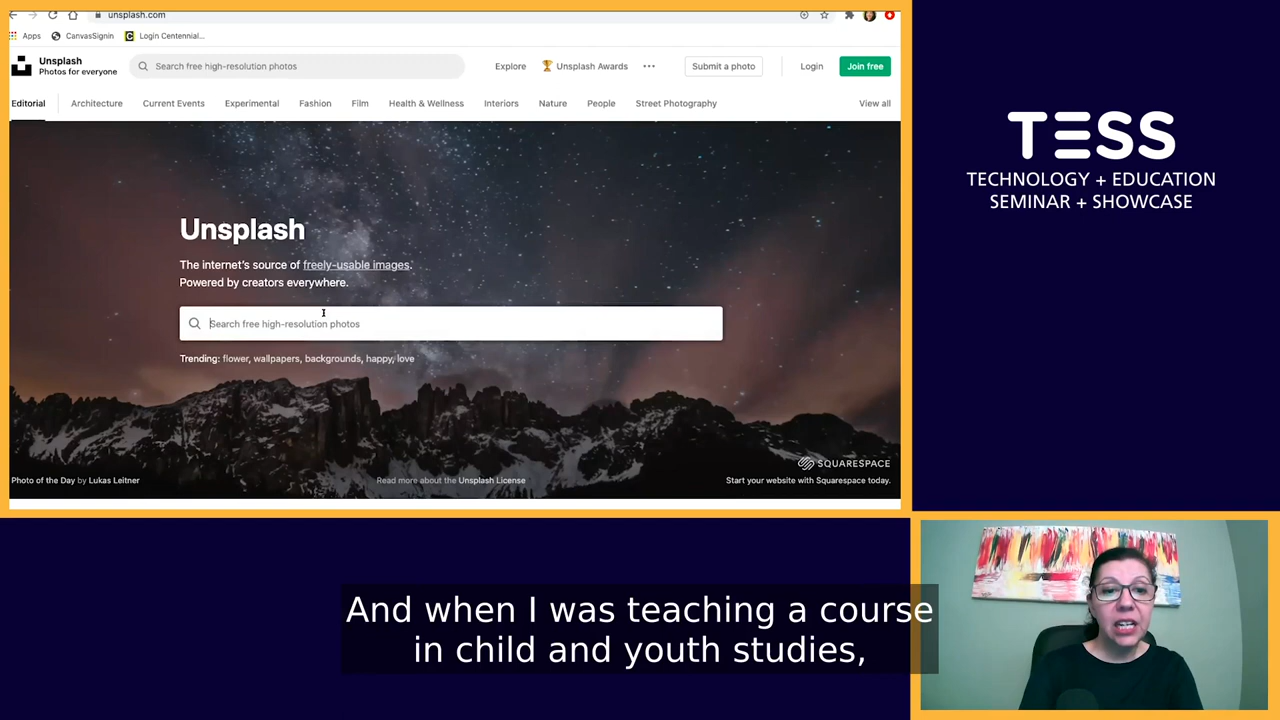 unsplash.com
Apps CanvasSignin Login Centennial...
Unsplash
Photos for everyone
Search free high-resolution photos
Explore Unsplash Awards ••• Submit a photo Login Join free
Editorial Architecture Current Events Experimental Fashion Film Health & Wellness Interiors Nature People Street Photography View all
Unsplash
The internet's source of freely-usable images.
Powered by creators everywhere.
Search free high-resolution photos
Trending: flower, wallpapers, backgrounds, happy, love
SQUARESPACE
Photo of the Day by Lukas Leitner Read more about the Unsplash License Start your website with Squarespace today.
TESS
TECHNOLOGY + EDUCATION
SEMINAR + SHOWCASE
And when I was teaching a course
in child and youth studies,